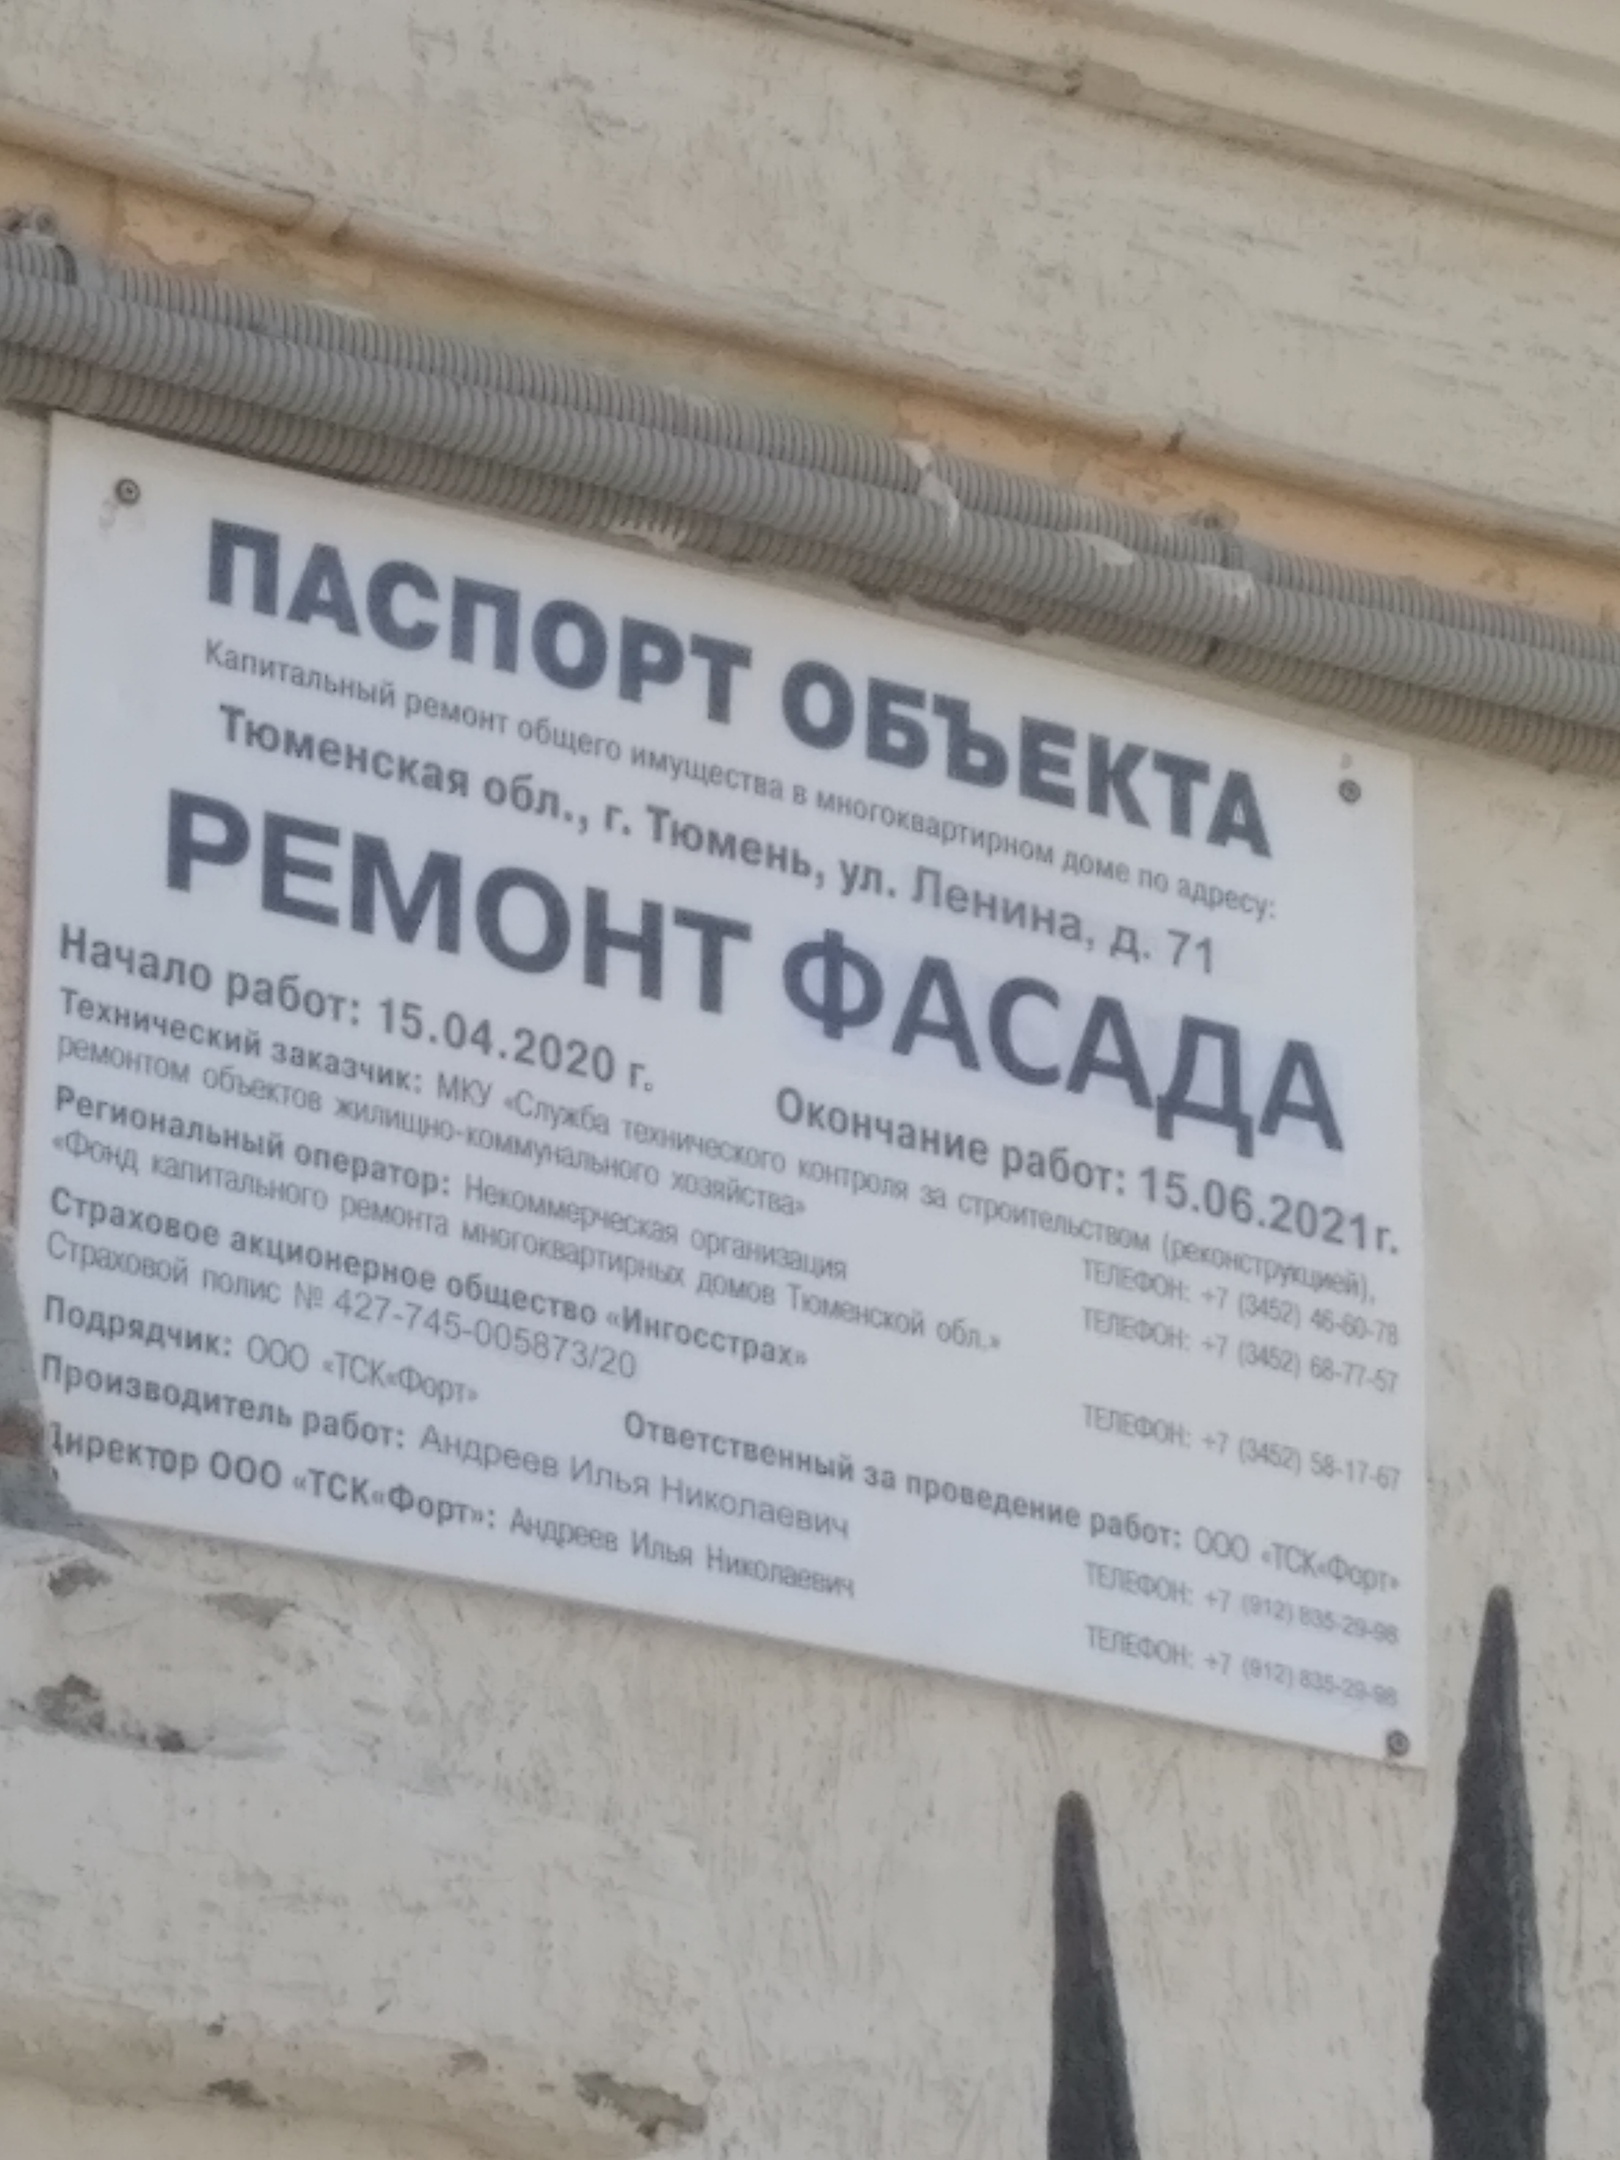 ПАСПОРТ ОБЪЕКТА
Капитальный ремонт общего имущества в многоквартирном доме по адресу:
Тюменская обл., г. Тюмень, ул. Ленина, д. 71
РЕМОНТ ФАСАДА
Начало работ: 15.04.2020 г. Окончание работ: 15.06.2021г.
Технический заказчик: МКУ «Служба технического контроля за строительством (реконструкцией),
ремонтом объектов жилищно-коммунального хозяйства» ТЕЛЕФОН: +7 (3452) 46-60-78
Региональный оператор: Некоммерческая организация ТЕЛЕФОН: +7 (3452) 68-77-57
«Фонд капитального ремонта многоквартирных домов Тюменской обл.»
Страховое акционерное общество «Ингосстрах» ТЕЛЕФОН: +7 (3452) 58-17-67
Страховой полис № 427-745-005873/20
Подрядчик: ООО «ТСК«Форт» Ответственный за проведение работ: ООО «ТСК«Форт»
Производитель работ: Андреев Илья Николаевич ТЕЛЕФОН: +7 (912) 835-29-98
Директор ООО «ТСК«Форт»: Андреев Илья Николаевич ТЕЛЕФОН: +7 (912) 835-29-98